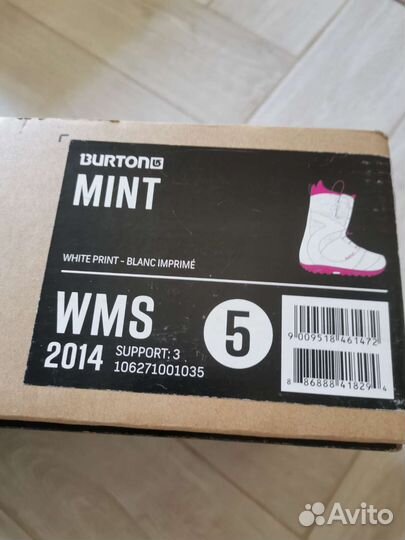 BURTON
MINT
WHITE PRINT - BLANC IMPRIMÉ
WMS
5
2014
SUPPORT: 3
106271001035
9 009518 461472
8 86888 41829 4
Avito